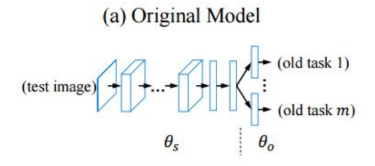 (a) Original Model
(old task 1)
(test image)
...
⋮
(old task m)
θs
θo